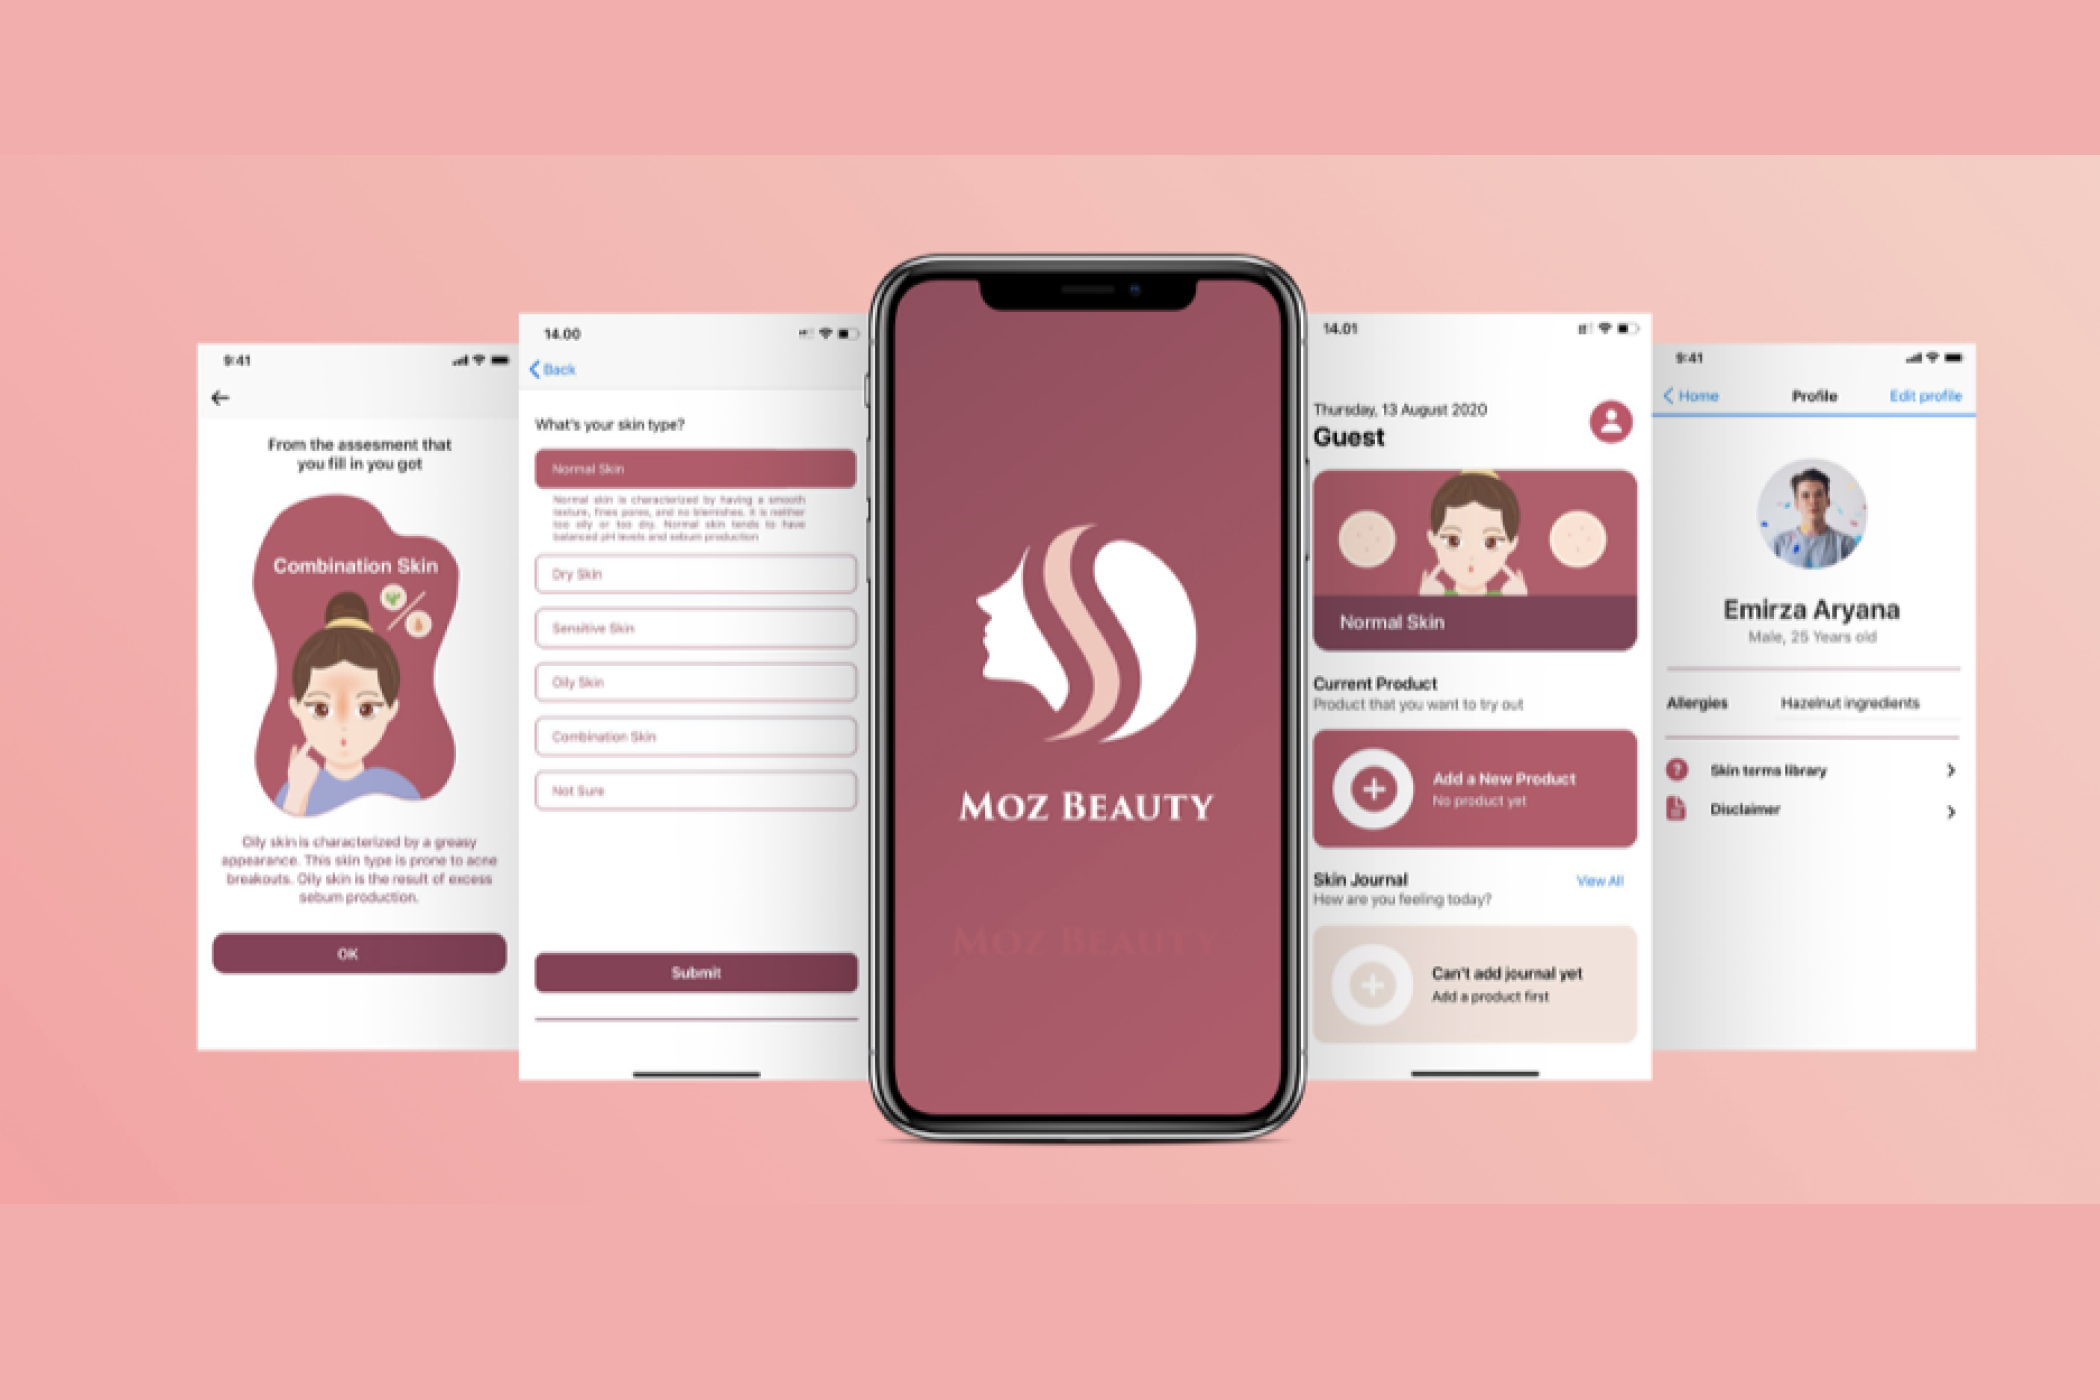 9:41
From the assesment that
you fill in you got
Combination Skin
Oily skin is characterized by a greasy
appearance. This skin type is prone to acne
breakouts. Oily skin is the result of excess
sebum production.
OK
14.00
Back
What's your skin type?
Normal Skin
Normal skin is characterized by having a smooth
texture, fines pores, and no blemishes. it is neither
too oily or too dry. Normal skin tends to have
balanced pH levels and sebum production
Dry Skin
Sensitive Skin
Oily Skin
Combination Skin
Not Sure
Submit
MOZ BEAUTY
MOZ BEAUTY
14.01
Thursday, 13 August 2020
Guest
Normal Skin
Current Product
Product that you want to try out
Add a New Product
No product yet
Skin Journal View All
How are you feeling today?
Can't add journal yet
Add a product first
9:41
Home Profile Edit profile
Emirza Aryana
Male, 25 Years old
Allergies Hazelnut ingredients
Skin terms library
Disclaimer